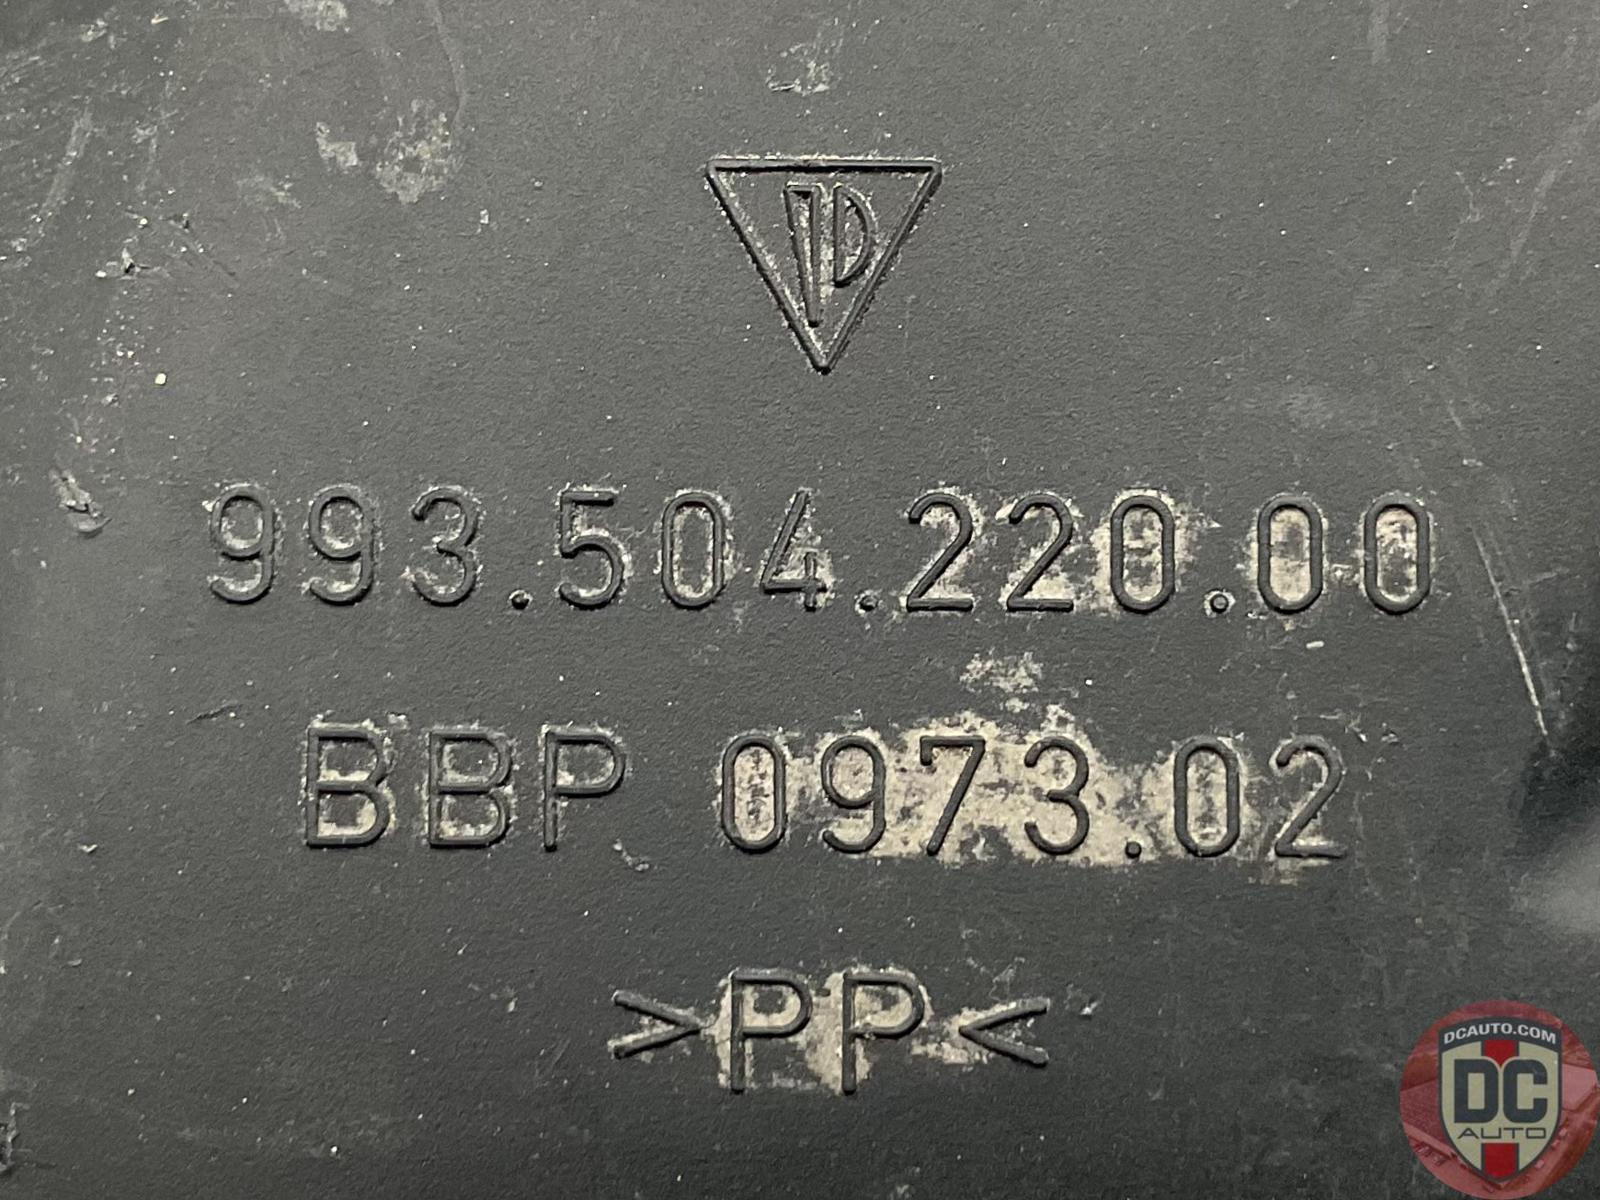 993.504.220.00
BBP 0973.02
>PP<
DCAUTO.COM
DC
AUTO